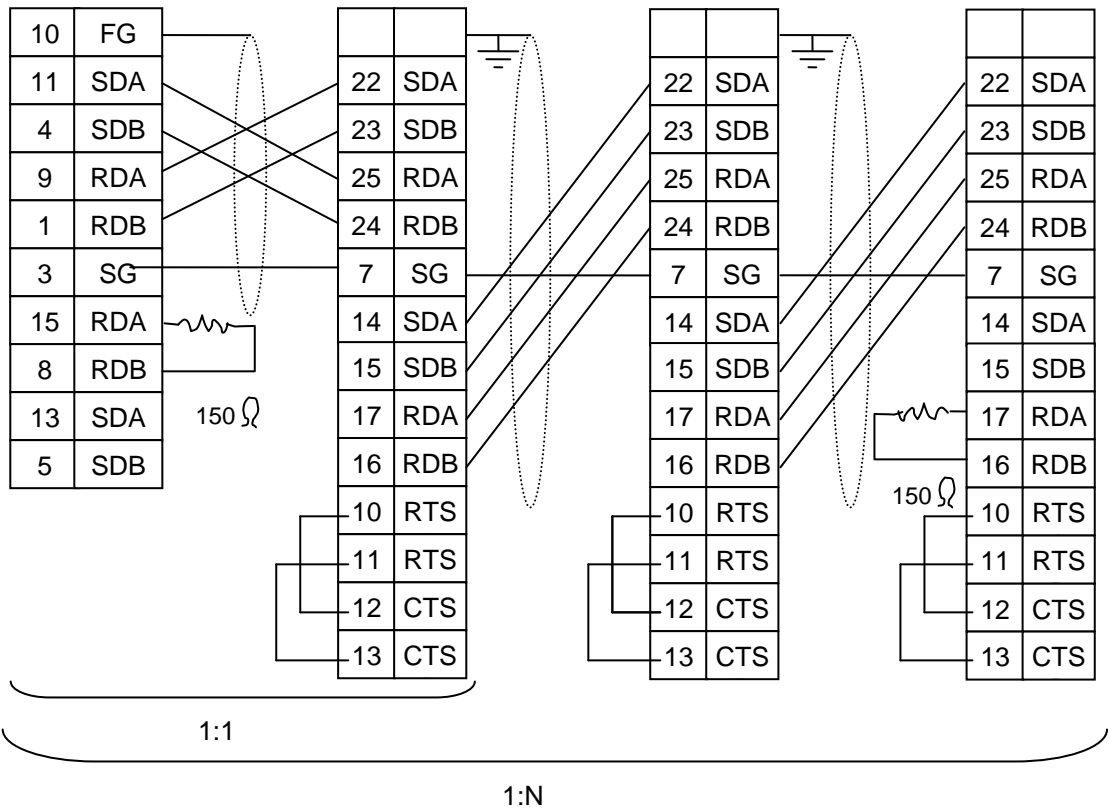 10 FG
11 SDA 22 SDA 22 SDA 22 SDA
4 SDB 23 SDB 23 SDB 23 SDB
9 RDA 25 RDA 25 RDA 25 RDA
1 RDB 24 RDB 24 RDB 24 RDB
3 SG 7 SG 7 SG 7 SG
15 RDA 14 SDA 14 SDA 14 SDA
8 RDB 15 SDB 15 SDB 15 SDB
13 SDA 150 Ω 17 RDA 17 RDA 17 RDA
5 SDB 16 RDB 16 RDB 16 RDB
150 Ω
10 RTS 10 RTS 10 RTS
11 RTS 11 RTS 11 RTS
12 CTS 12 CTS 12 CTS
13 CTS 13 CTS 13 CTS
1:1
1:N